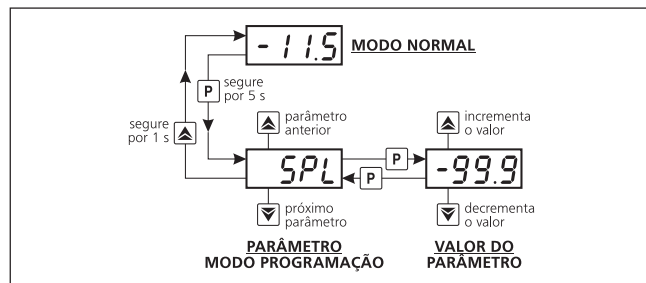 -11.5 MODO NORMAL
P segure
por 5 s
segure
por 1 s
parâmetro
anterior
incrementa
o valor
P
SPL
P
-99.9
próximo
parâmetro
decrementa
o valor
PARÂMETRO
MODO PROGRAMAÇÃO
VALOR DO
PARÂMETRO